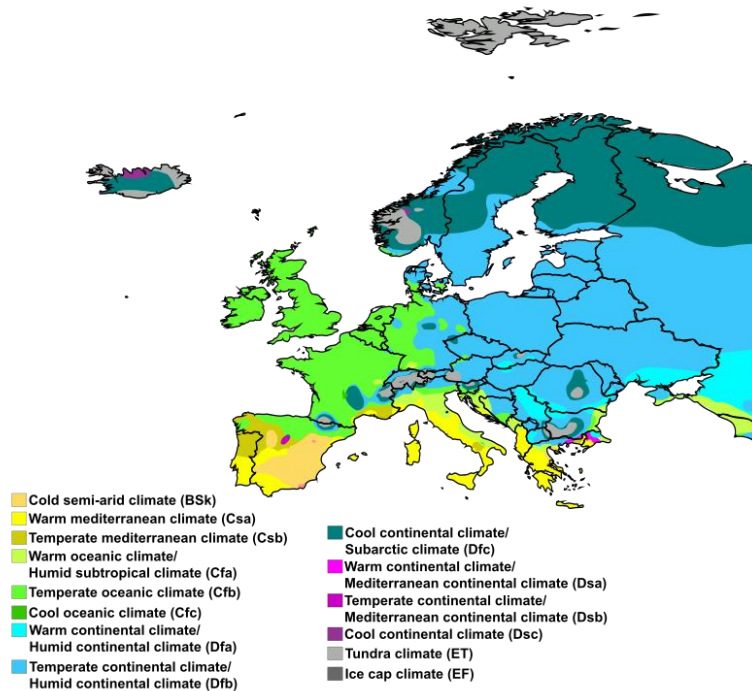 Cold semi-arid climate (BSk)
Warm mediterranean climate (Csa)
Temperate mediterranean climate (Csb)
Warm oceanic climate/
Humid subtropical climate (Cfa)
Temperate oceanic climate (Cfb)
Cool oceanic climate (Cfc)
Warm continental climate/
Humid continental climate (Dfa)
Temperate continental climate/
Humid continental climate (Dfb)
Cool continental climate/
Subarctic climate (Dfc)
Warm continental climate/
Mediterranean continental climate (Dsa)
Temperate continental climate/
Mediterranean continental climate (Dsb)
Cool continental climate (Dsc)
Tundra climate (ET)
Ice cap climate (EF)